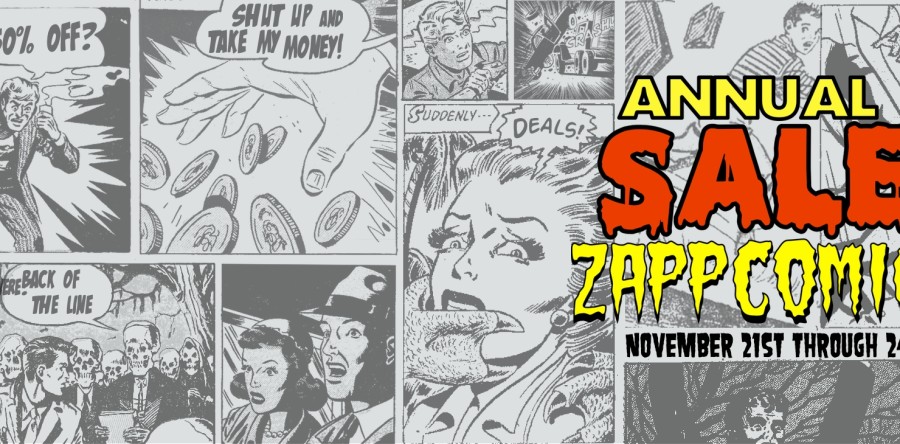 50% OFF?
SHUT UP AND
TAKE MY MONEY!
SUDDENLY...
DEALS!
BACK OF
THE LINE
ANNUAL
SALE
ZAPP COMIC
NOVEMBER 21ST THROUGH 24